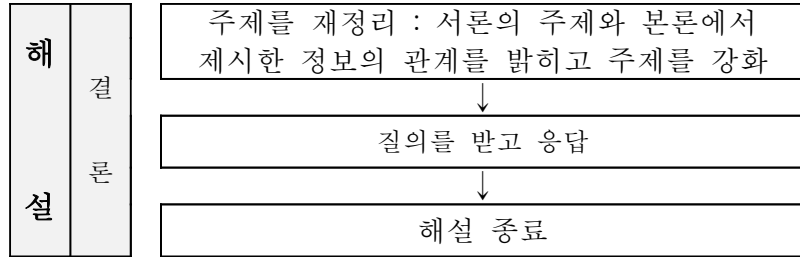 해설
결론
주제를 재정리 : 서론의 주제와 본론에서
제시한 정보의 관계를 밝히고 주제를 강화
↓
질의를 받고 응답
↓
해설 종료